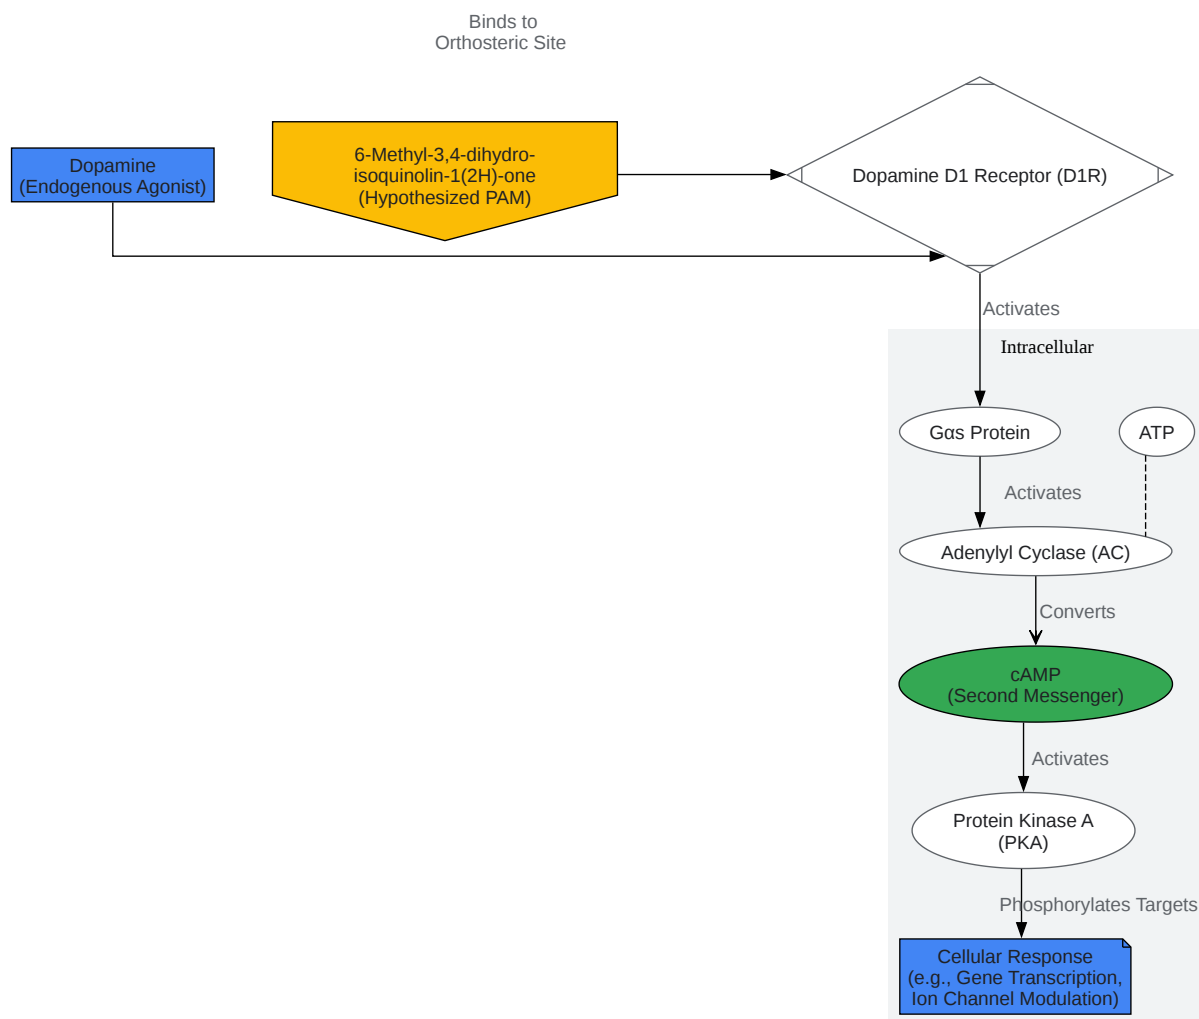 Binds to
Orthosteric Site
Dopamine
(Endogenous Agonist)
6-Methyl-3,4-dihydro-
isoquinolin-1(2H)-one
(Hypothesized PAM)
Dopamine D1 Receptor (D1R)
Activates
Intracellular
Gαs Protein
ATP
Activates
Adenylyl Cyclase (AC)
Converts
cAMP
(Second Messenger)
Activates
Protein Kinase A
(PKA)
Phosphorylates Targets
Cellular Response
(e.g., Gene Transcription,
Ion Channel Modulation)